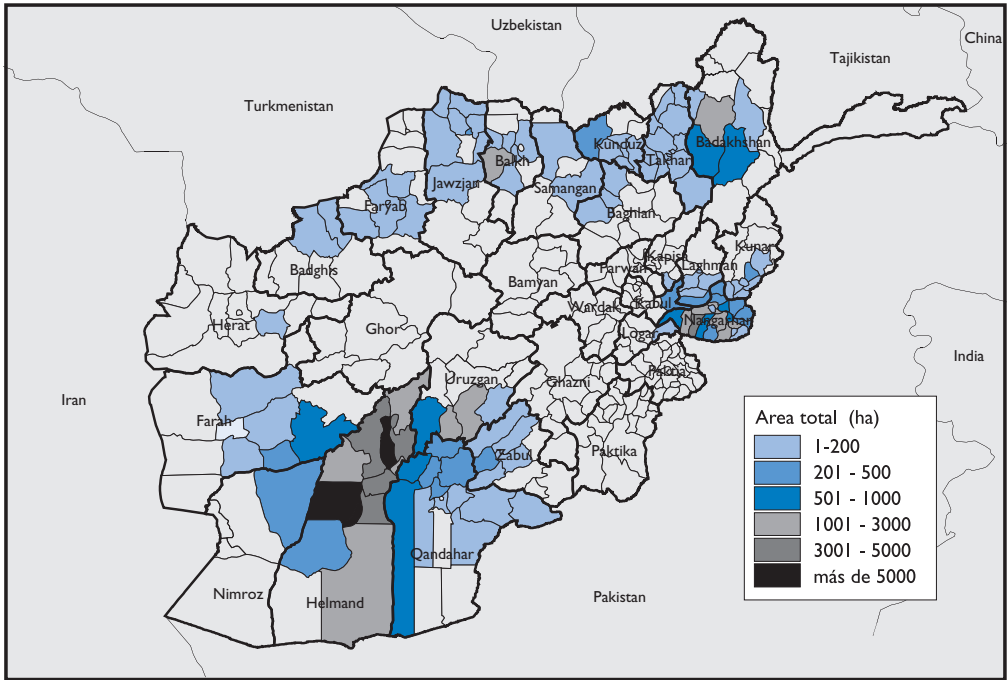 Uzbekistan
China
Tajikistan
Turkmenistan
Badakhshan
Kunduz
Balkh
Takhar
Jawzjan
Samangan
Faryab
Baghlan
Kunar
Kapisa
Laghman
Badghis
Parwan
Bamyan
Kabul
Wardak
Nangarhar
Herat
Ghor
Logar
India
Paktia
Uruzgan
Ghazni
Iran
Farah
Area total (ha)
1-200
Zabul
Paktika
201 - 500
501 - 1000
1001 - 3000
3001 - 5000
más de 5000
Qandahar
Nimroz
Helmand
Pakistan